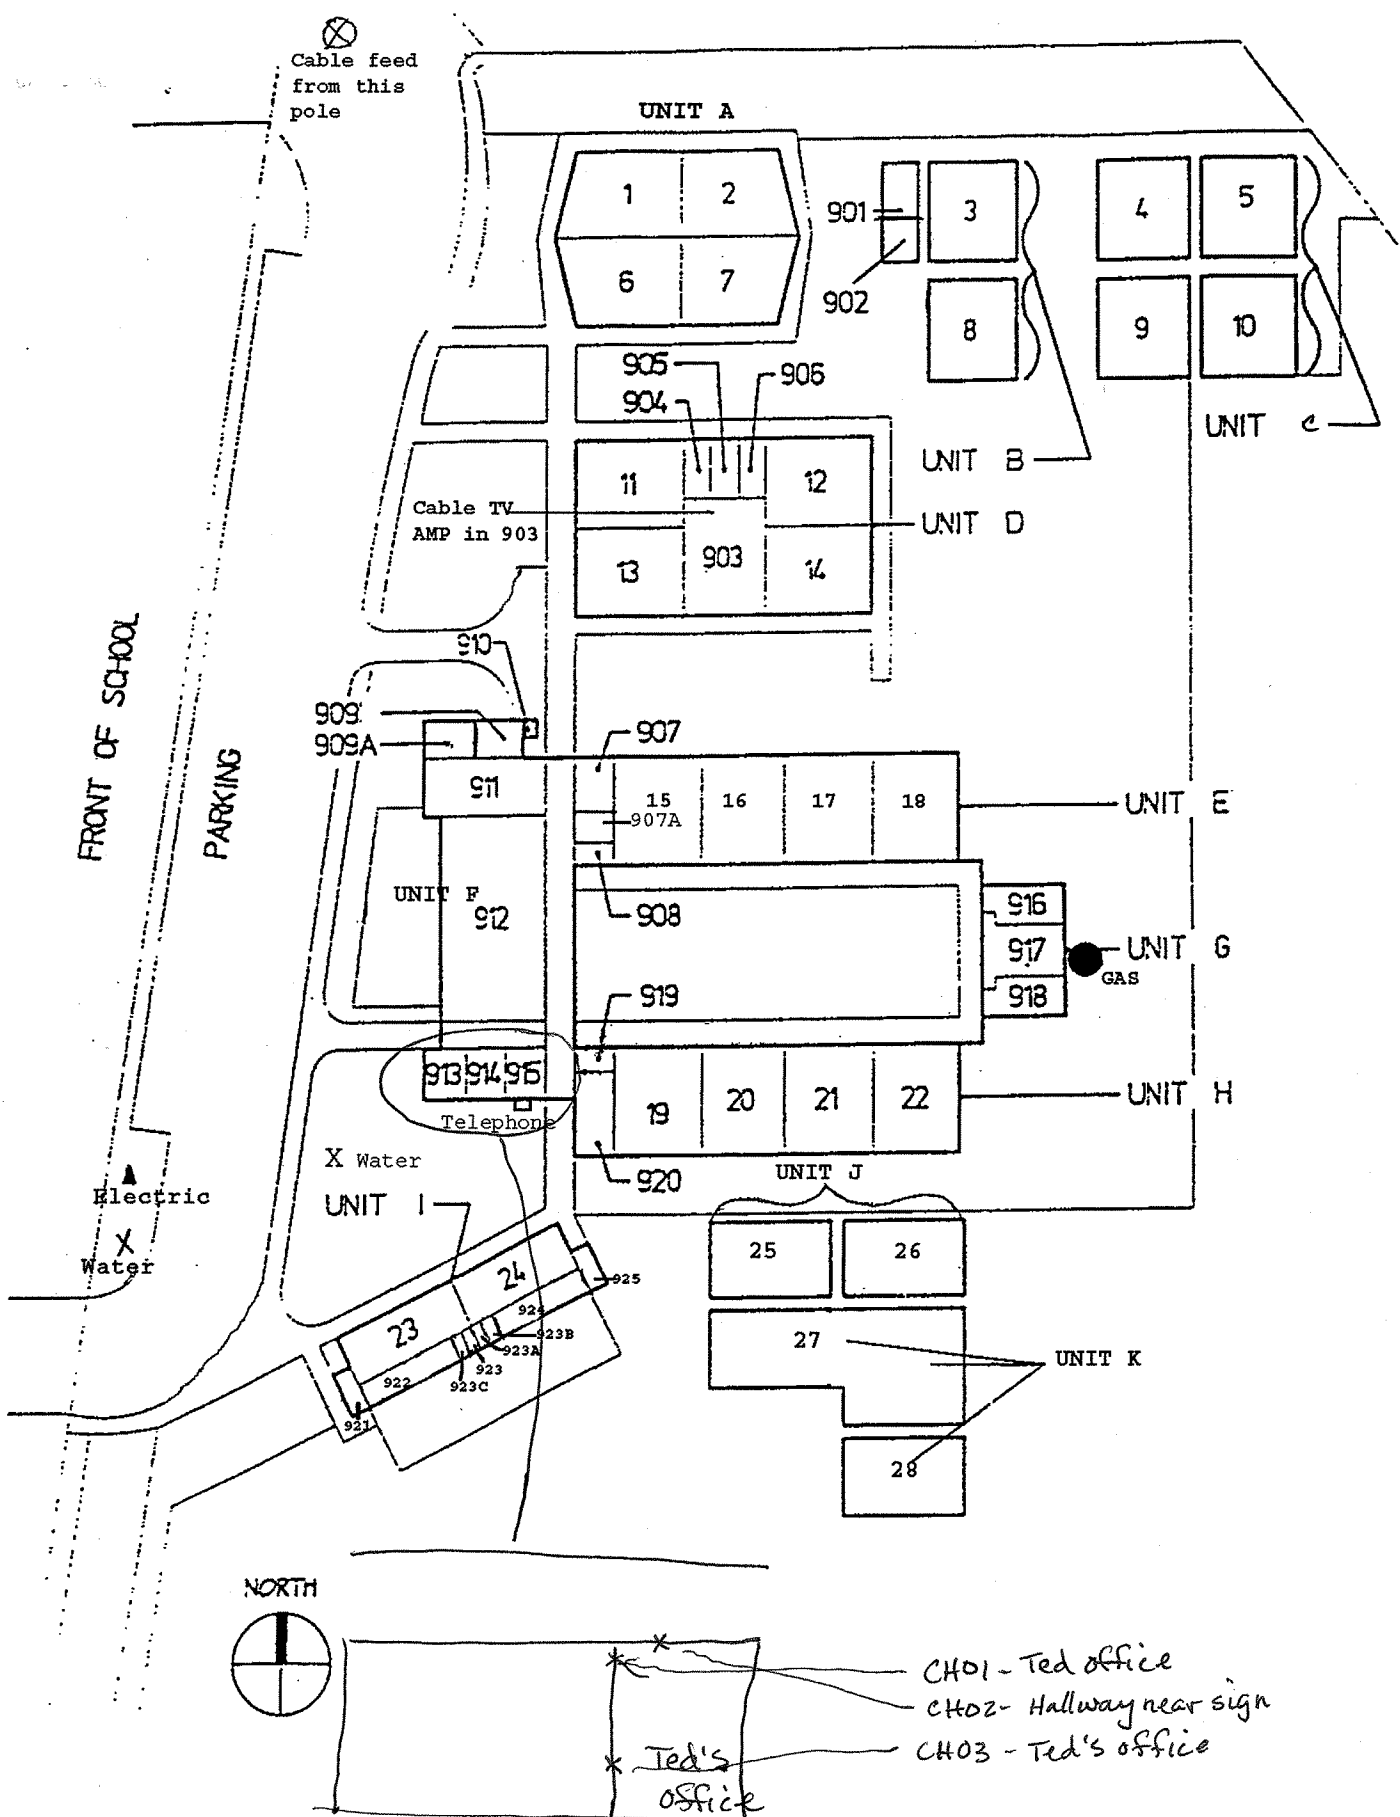 Cable feed
from this
pole
UNIT A
1
2
3
4
5
901
6
7
902
8
9
10
905
906
904
UNIT C
UNIT B
11
12
Cable TV
AMP in 903
UNIT D
903
13
14
FRONT OF SCHOOL
PARKING
910
909
907
909A
911
15
16
17
18
UNIT E
907A
UNIT F
912
908
916
917
UNIT G
GAS
918
919
913
914
915
19
20
21
22
UNIT H
Telephone
X Water
920
UNIT J
Electric
UNIT I
X
Water
25
26
24
925
924
23
923B
923A
923
923C
922
921
27
UNIT K
28
NORTH
CH01 - Ted office
CH02 - Hallway near sign
CH03 - Ted's office
Ted's
office